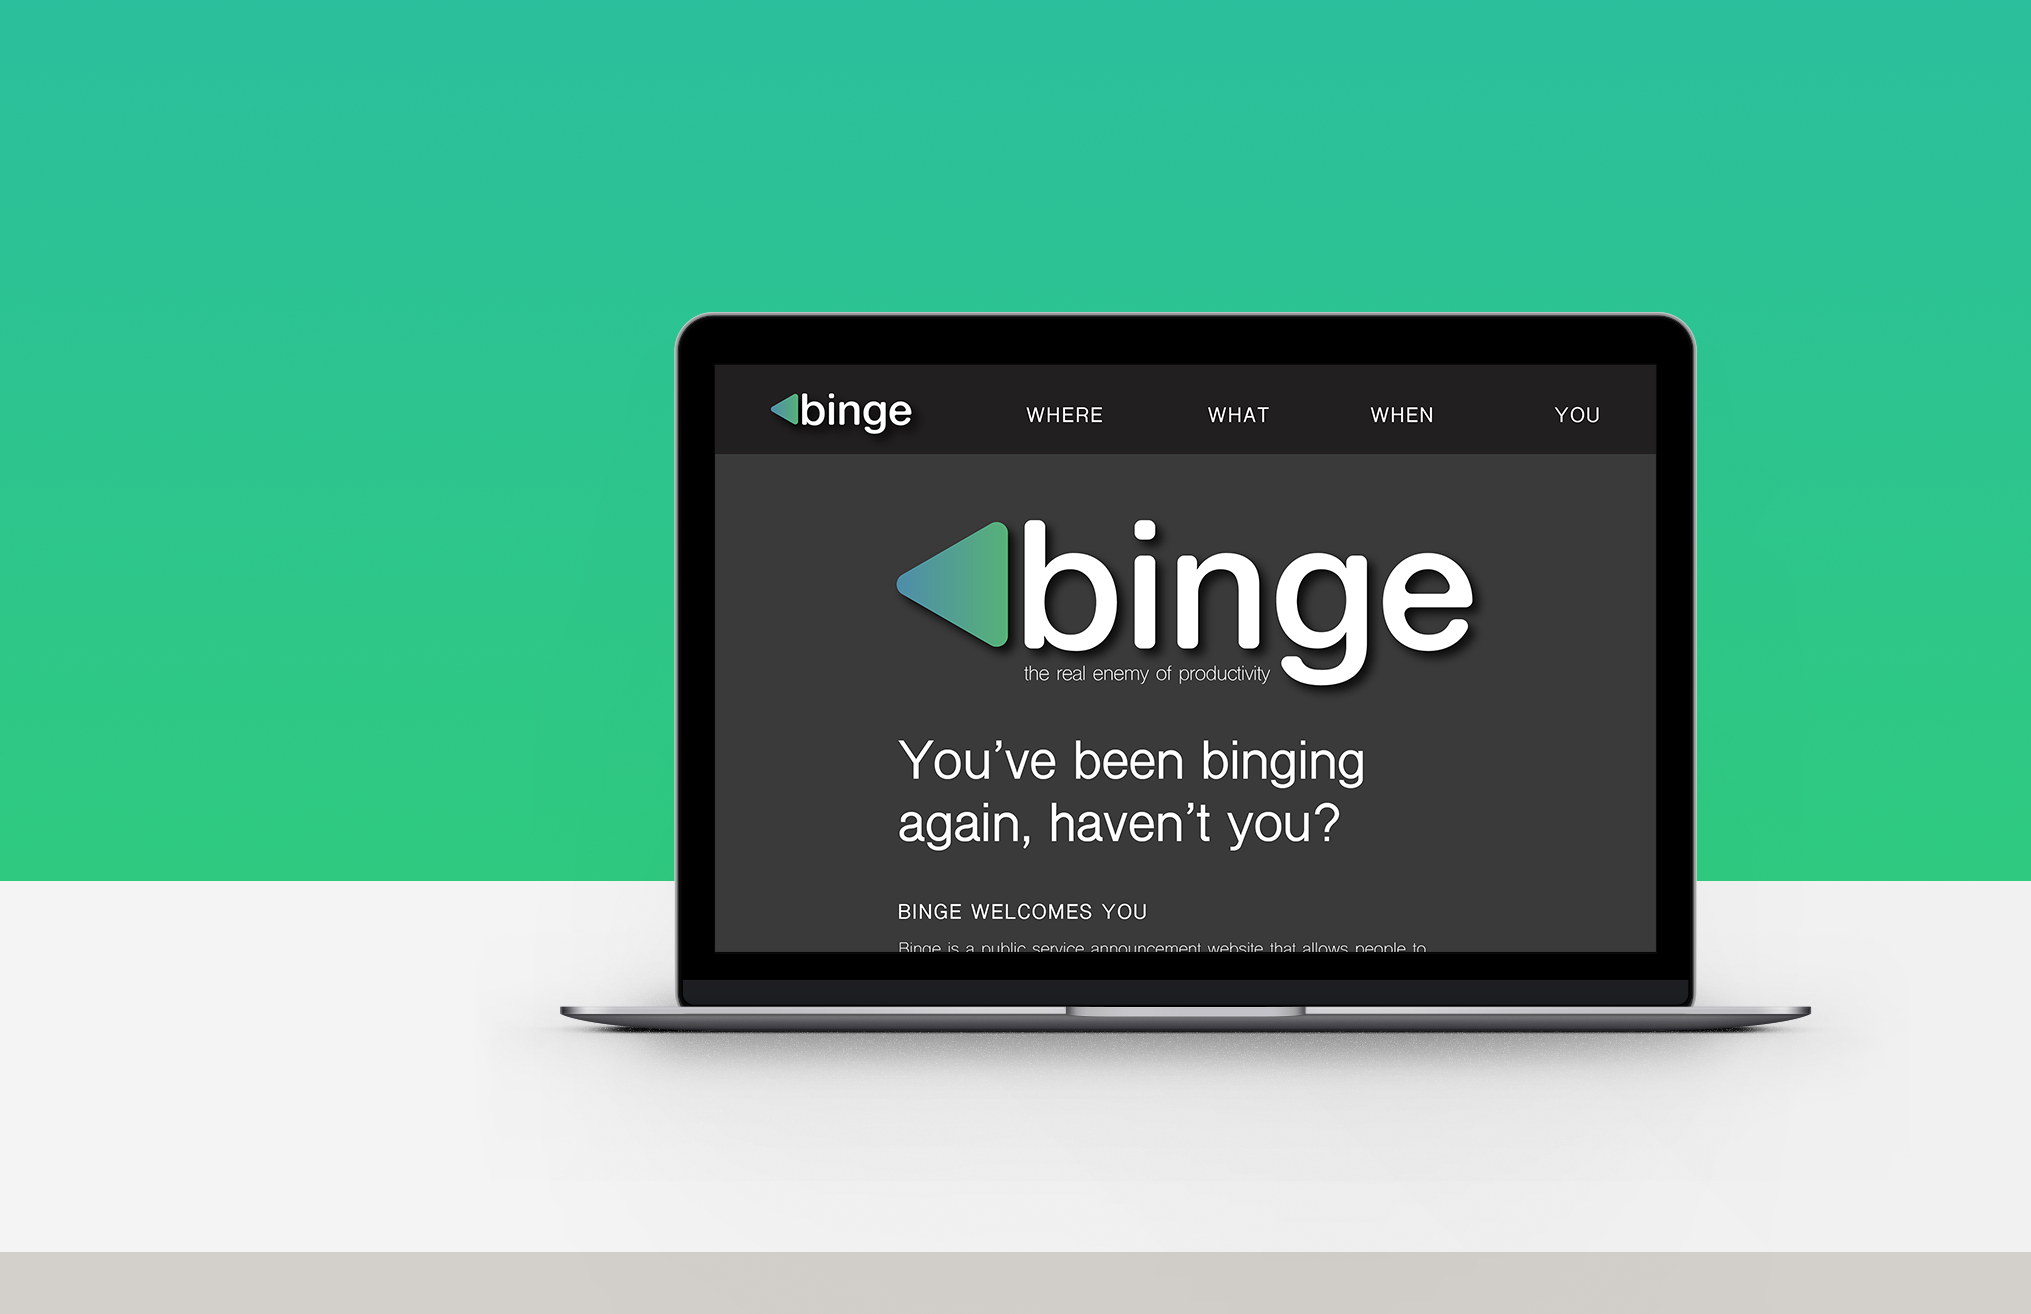 binge WHERE WHAT WHEN YOU
binge
the real enemy of productivity
You’ve been binging
again, haven’t you?
BINGE WELCOMES YOU
Binge is a public service announcement website that allows people to